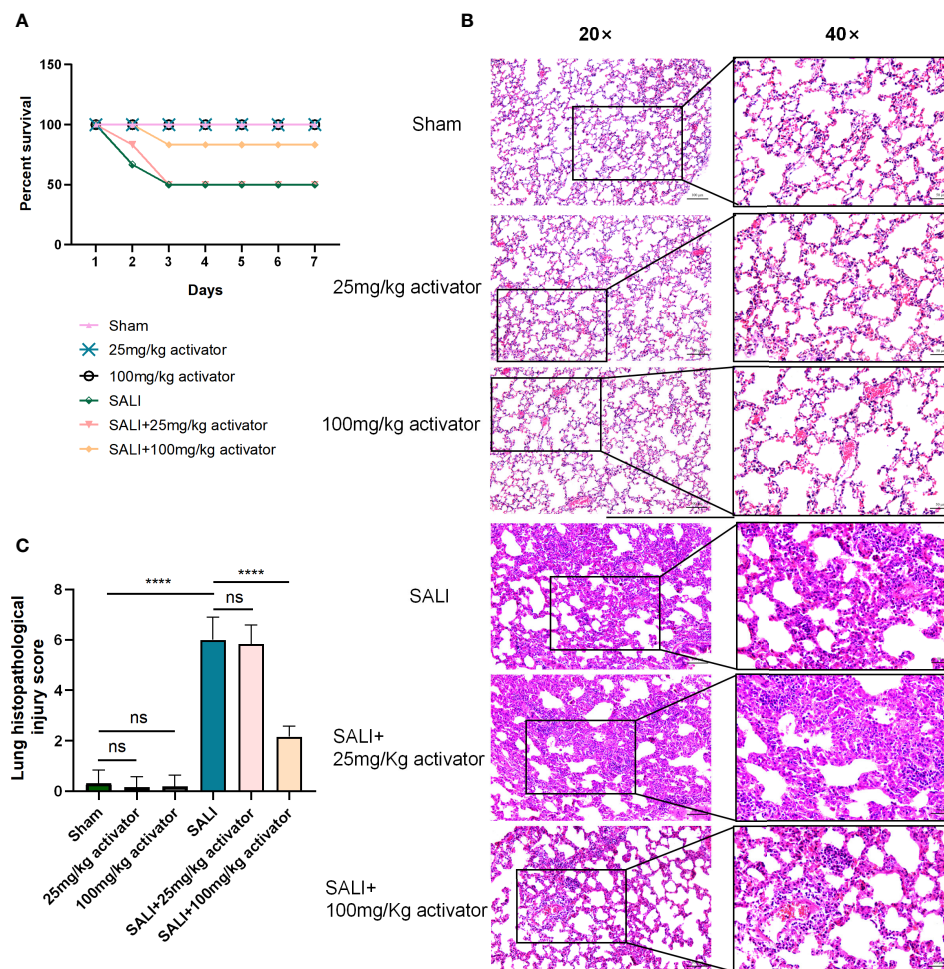 A
150
100
50
0
Percent survival
1 2 3 4 5 6 7
Days
Sham
25mg/kg activator
100mg/kg activator
SALI
SALI+25mg/kg activator
SALI+100mg/kg activator
B
20×
40×
Sham
25mg/kg activator
100mg/kg activator
SALI
SALI+
25mg/Kg activator
SALI+
100mg/Kg activator
C
8
6
4
2
0
Lung histopathological
injury score
****
****
ns
ns
ns
Sham
25mg/kg activator
100mg/kg activator
SALI
SALI+25mg/kg activator
SALI+100mg/kg activator